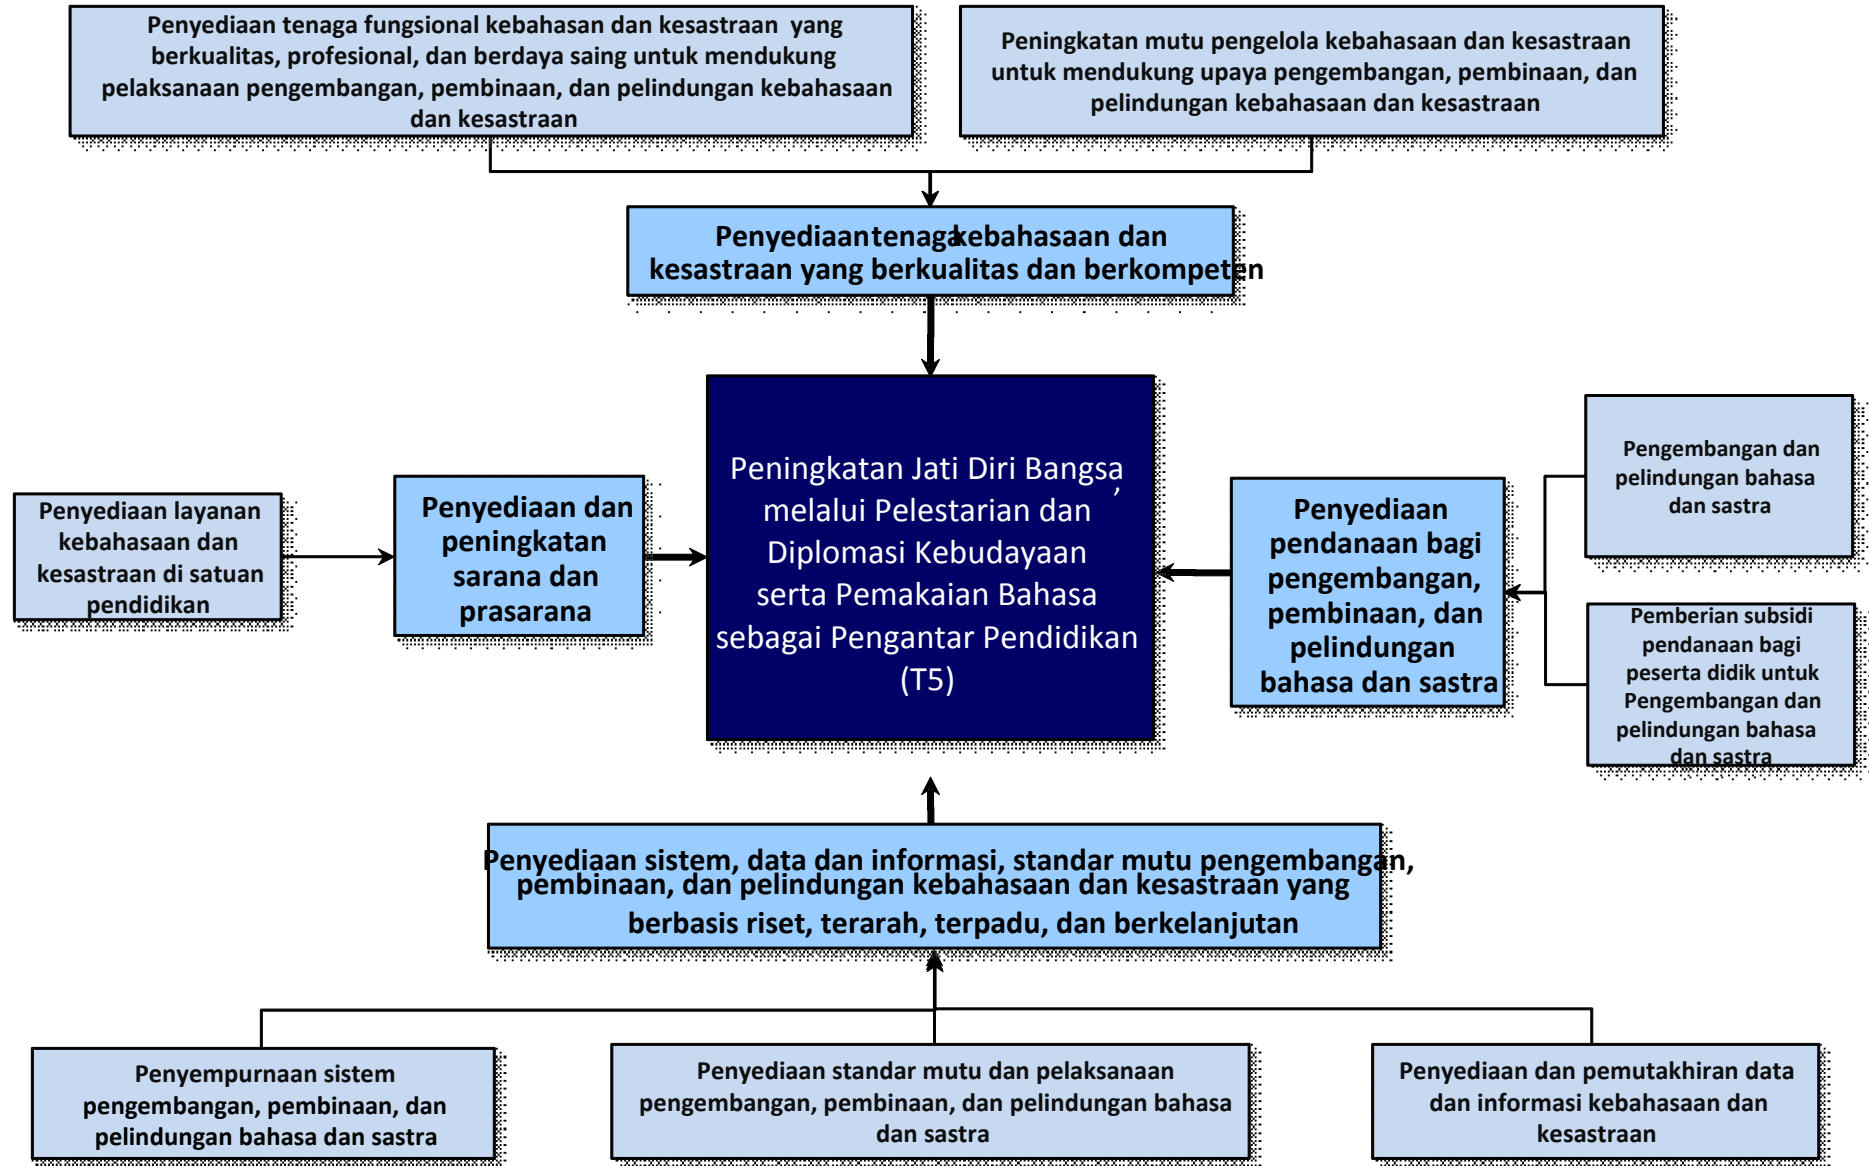 Penyediaan tenaga fungsional kebahasan dan kesastraan yang
berkualitas, profesional, dan berdaya saing untuk mendukung
pelaksanaan pengembangan, pembinaan, dan pelindungan kebahasaan
dan kesastraan
Peningkatan mutu pengelola kebahasaan dan kesastraan
untuk mendukung upaya pengembangan, pembinaan, dan
pelindungan kebahasaan dan kesastraan
Penyediaan tenaga kebahasaan dan
kesastraan yang berkualitas dan berkompeten
Peningkatan Jati Diri Bangsa
,
melalui Pelestarian dan
Diplomasi Kebudayaan
serta Pemakaian Bahasa
sebagai Pengantar Pendidikan
(T5)
Penyediaan layanan
kebahasaan dan
kesastraan di satuan
pendidikan
Penyediaan dan
peningkatan
sarana dan
prasarana
Penyediaan
pendanaan bagi
pengembangan,
pembinaan, dan
pelindungan
bahasa dan sastra
Pengembangan dan
pelindungan bahasa
dan sastra
Pemberian subsidi
pendanaan bagi
peserta didik untuk
Pengembangan dan
pelindungan bahasa
dan sastra
Penyediaan sistem, data dan informasi, standar mutu pengembangan,
pembinaan, dan pelindungan kebahasaan dan kesastraan yang
berbasis riset, terarah, terpadu, dan berkelanjutan
Penyempurnaan sistem
pengembangan, pembinaan, dan
pelindungan bahasa dan sastra
Penyediaan standar mutu dan pelaksanaan
pengembangan, pembinaan, dan pelindungan bahasa
dan sastra
Penyediaan dan pemutakhiran data
dan informasi kebahasaan dan
kesastraan